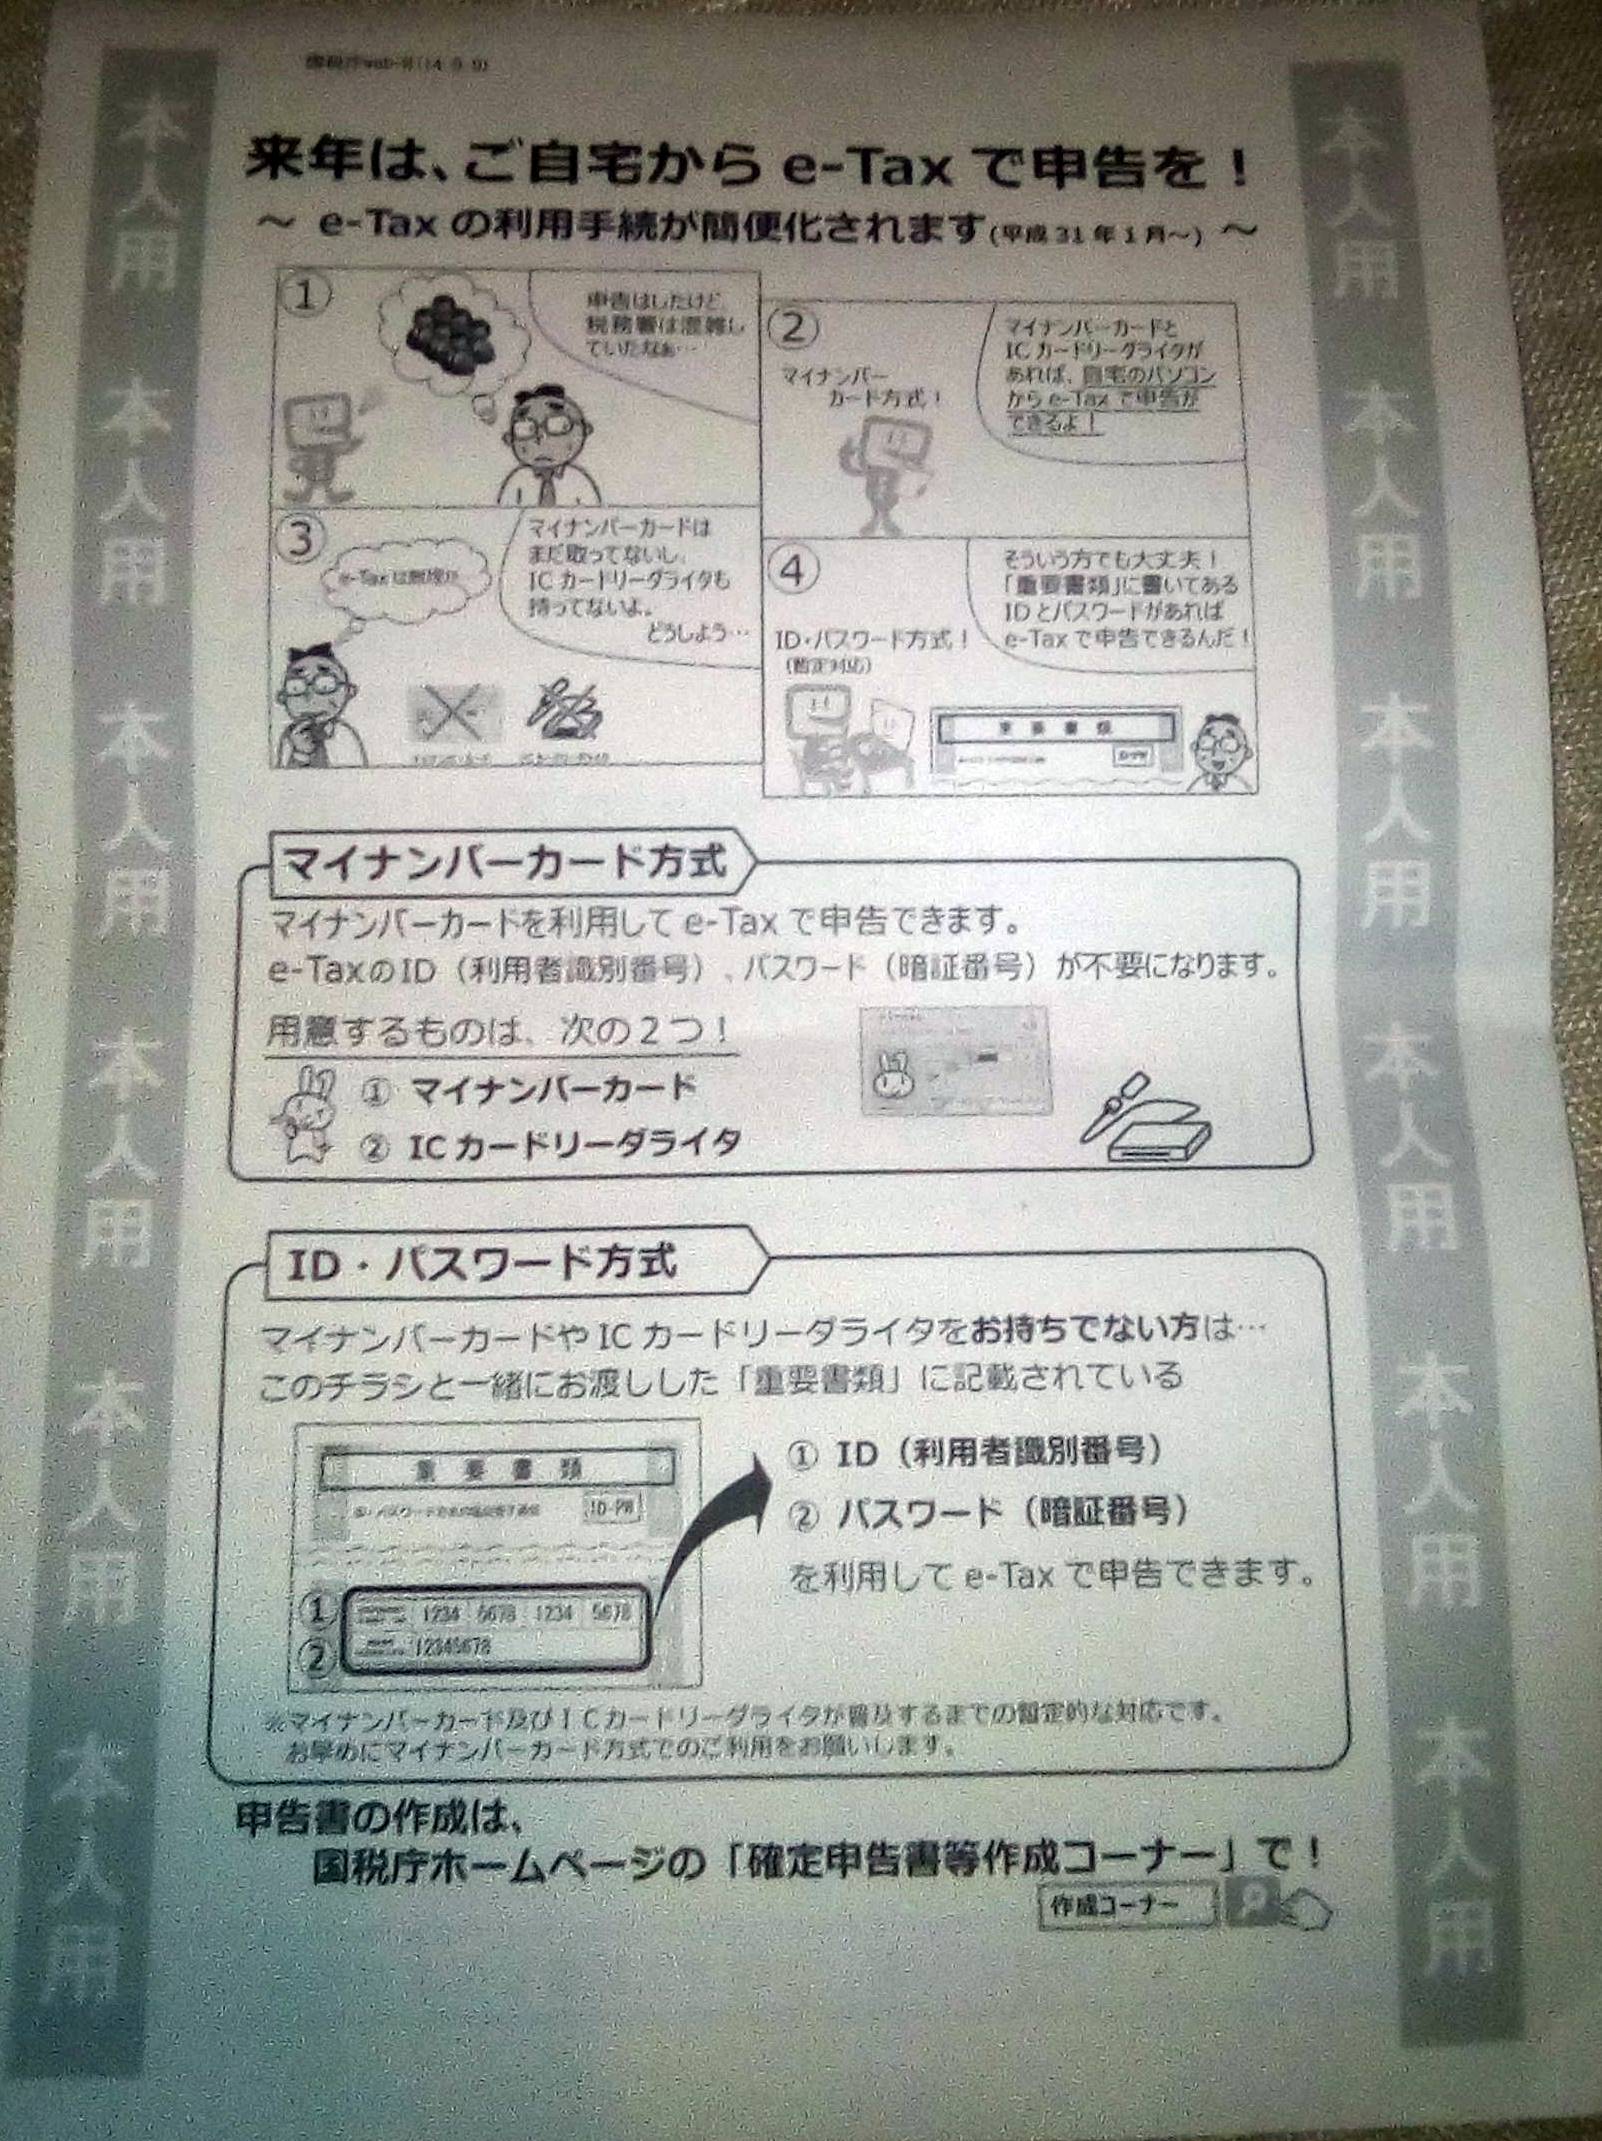 来年は、ご自宅から e-Tax で申告を！
～ e-Tax の利用手続が簡便化されます(平成 31 年 1 月～) ～
①
申告はしたけど、
税務署は混雑し
ていたなぁ…
②
マイナンバー
カード方式！
マイナンバーカードと
IC カードリーダライタが
あれば、自宅のパソコン
から e-Tax で申告が
できるよ！
③
e-Tax は無理か
マイナンバーカードは
まだ取ってないし、
IC カードリーダライタも
持ってないよ。
どうしよう…
④
ID・パスワード方式！
(暫定対応)
そういう方でも大丈夫！
「重要書類」に書いてある
ID とパスワードがあれば
e-Tax で申告できるんだ！
重要書類
ID-PW
マイナンバーカード方式
マイナンバーカードを利用して e-Tax で申告できます。
e-TaxのID（利用者識別番号）、パスワード（暗証番号）が不要になります。
用意するものは、次の２つ！
① マイナンバーカード
② IC カードリーダライタ
ID・パスワード方式
マイナンバーカードや IC カードリーダライタをお持ちでない方は…
このチラシと一緒にお渡しした「重要書類」に記載されている
重要書類
ID-PW
① 1234 5678 1234 5678
② 12345678
① ID（利用者識別番号）
② パスワード（暗証番号）
を利用して e-Tax で申告できます。
※マイナンバーカード及びＩＣカードリーダライタが普及するまでの暫定的な対応です。
お早めにマイナンバーカード方式でのご利用をお願いします。
申告書の作成は、
国税庁ホームページの「確定申告書等作成コーナー」で！
作成コーナー
本人用
本人用
本人用
本人用
本人用
本人用
本人用
本人用
本人用
本人用
本人用
本人用